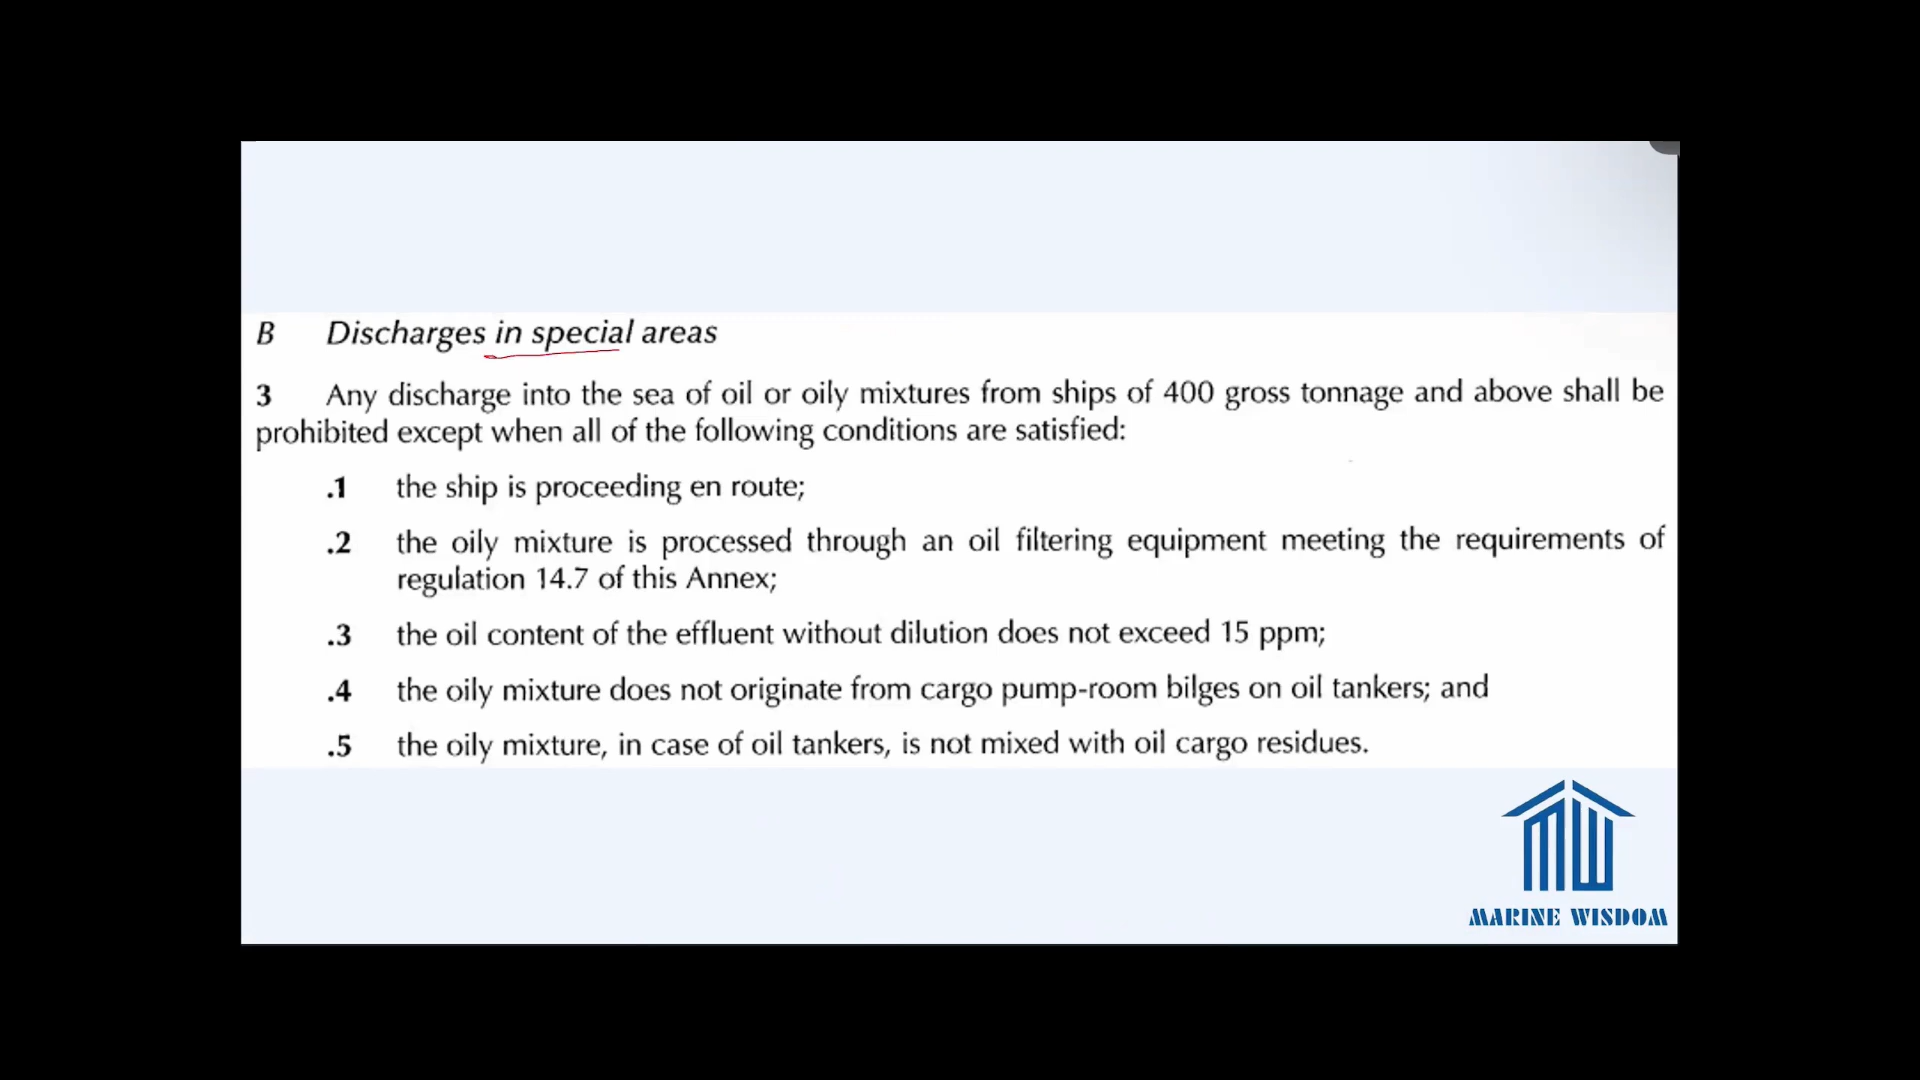 B Discharges in special areas
3 Any discharge into the sea of oil or oily mixtures from ships of 400 gross tonnage and above shall be
prohibited except when all of the following conditions are satisfied:
.1 the ship is proceeding en route;
.2 the oily mixture is processed through an oil filtering equipment meeting the requirements of
regulation 14.7 of this Annex;
.3 the oil content of the effluent without dilution does not exceed 15 ppm;
.4 the oily mixture does not originate from cargo pump-room bilges on oil tankers; and
.5 the oily mixture, in case of oil tankers, is not mixed with oil cargo residues.
MW
MARINE WISDOM